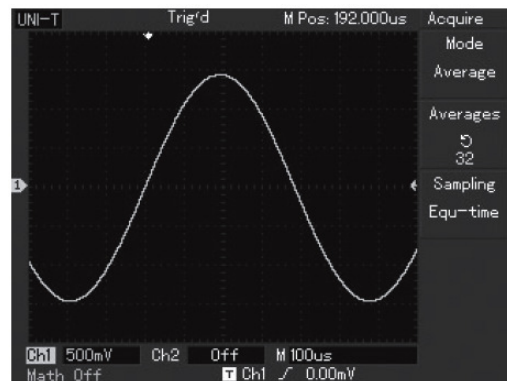 UNI-T Trig'd M Pos: 192.000us Acquire
Mode
Average
Averages
32
1
Sampling
Equ-time
Ch1 500mV Ch2 Off M 100us
Math Off T Ch1 0.00mV